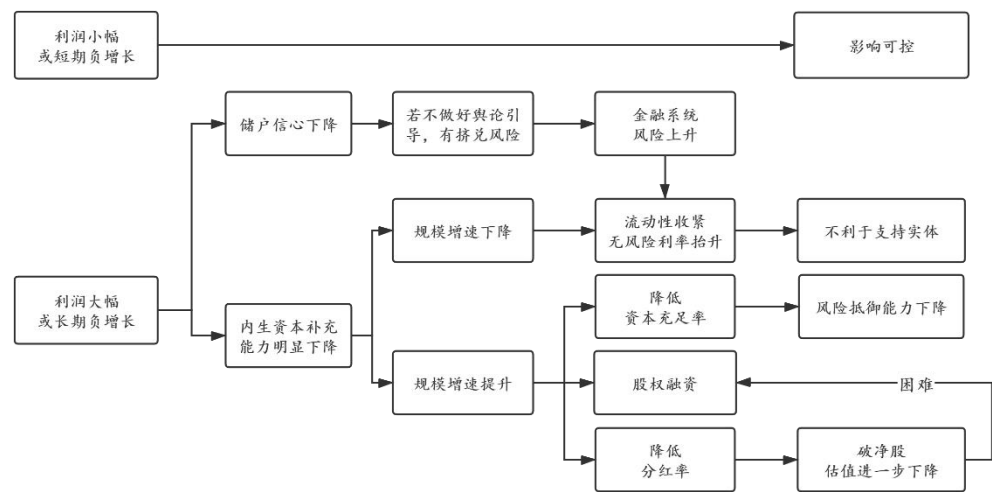 利润小幅
或短期负增长
影响可控
储户信心下降
若不做好舆论引
导，有挤兑风险
金融系统
风险上升
规模增速下降
流动性收紧
无风险利率抬升
不利于支持实体
利润大幅
或长期负增长
内生资本补充
能力明显下降
降低
资本充足率
风险抵御能力下降
规模增速提升
股权融资
困难
降低
分红率
破净股
估值进一步下降